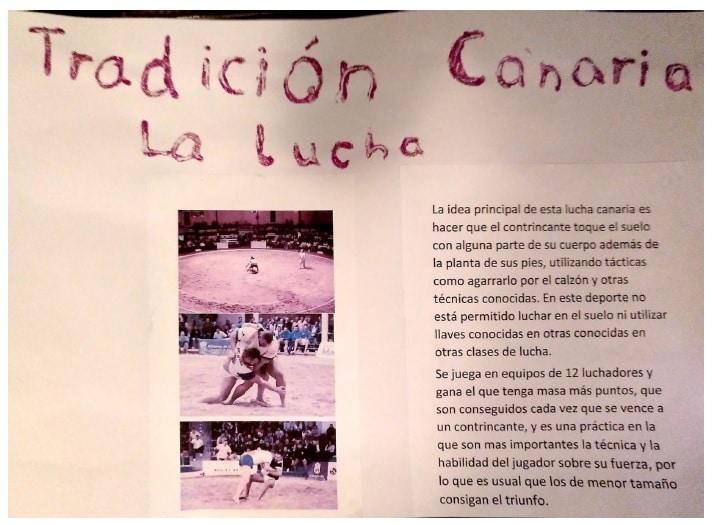 Tradición Canaria
La lucha
La idea principal de esta lucha canaria es
hacer que el contrincante toque el suelo
con alguna parte de su cuerpo además de
la planta de sus pies, utilizando tácticas
como agarrarlo por el calzón y otras
técnicas conocidas. En este deporte no
está permitido luchar en el suelo ni utilizar
llaves conocidas en otras conocidas en
otras clases de lucha.
Se juega en equipos de 12 luchadores y
gana el que tenga masa más puntos, que
son conseguidos cada vez que se vence a
un contrincante, y es una práctica en la
que son mas importantes la técnica y la
habilidad del jugador sobre su fuerza, por
lo que es usual que los de menor tamaño
consigan el triunfo.